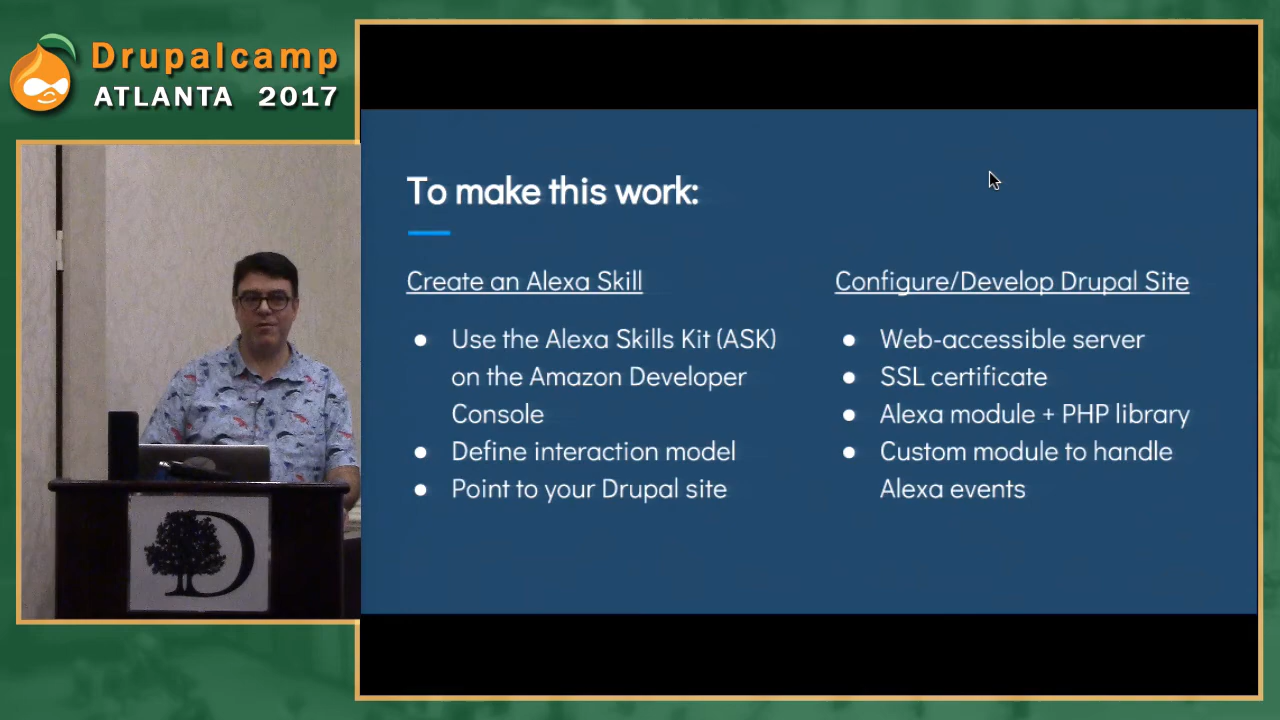 Drupalcamp
ATLANTA 2017
To make this work:
Create an Alexa Skill
● Use the Alexa Skills Kit (ASK)
on the Amazon Developer
Console
● Define interaction model
● Point to your Drupal site
Configure/Develop Drupal Site
● Web-accessible server
● SSL certificate
● Alexa module + PHP library
● Custom module to handle
Alexa events
D